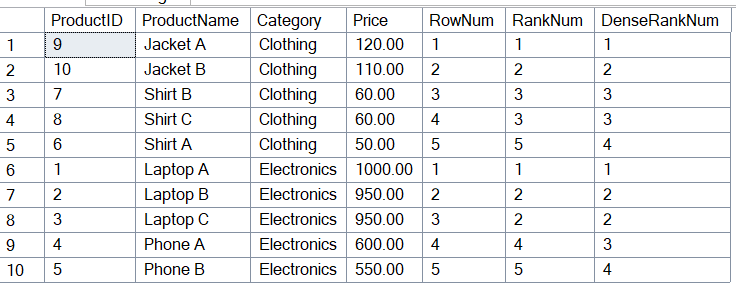 ProductID ProductName Category Price RowNum RankNum DenseRankNum
1 9 Jacket A Clothing 120.00 1 1 1
2 10 Jacket B Clothing 110.00 2 2 2
3 7 Shirt B Clothing 60.00 3 3 3
4 8 Shirt C Clothing 60.00 4 3 3
5 6 Shirt A Clothing 50.00 5 5 4
6 1 Laptop A Electronics 1000.00 1 1 1
7 2 Laptop B Electronics 950.00 2 2 2
8 3 Laptop C Electronics 950.00 3 2 2
9 4 Phone A Electronics 600.00 4 4 3
10 5 Phone B Electronics 550.00 5 5 4